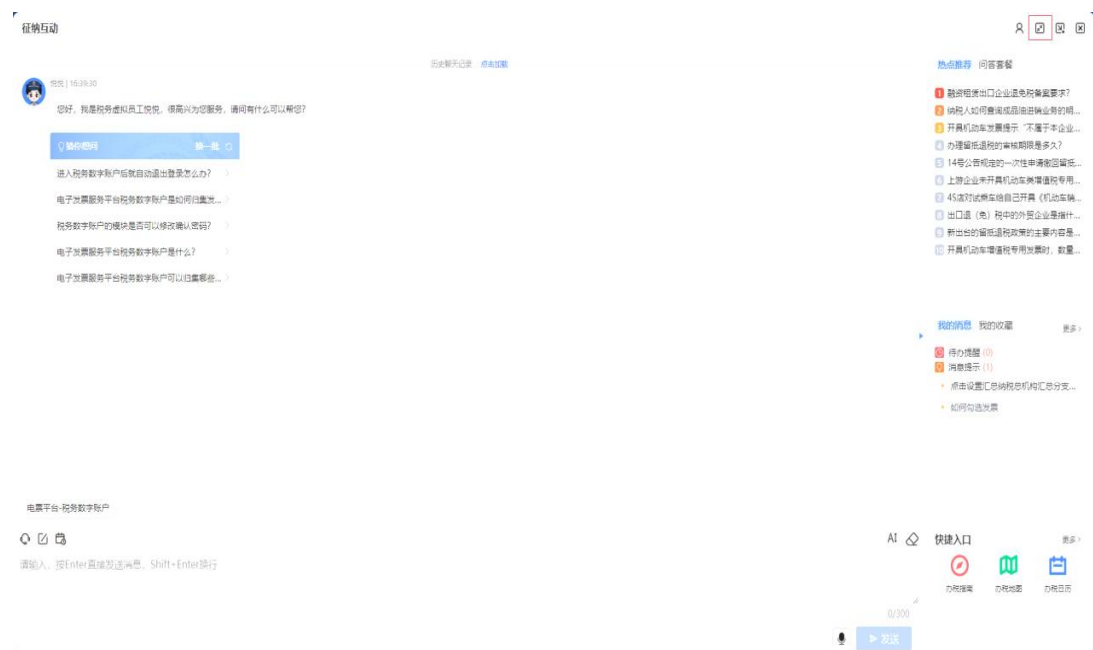 征纳互动
历史聊天记录 点击加载
悦悦 | 16:39:30
您好，我是税务虚拟员工悦悦，很高兴为您服务，请问有什么可以帮您?
猜你想问 换一批
进入税务数字账户后就自动退出登录怎么办?
电子发票服务平台税务数字账户是如何归集发...
税务数字账户的模块是否可以修改确认密码?
电子发票服务平台税务数字账户是什么?
电子发票服务平台税务数字账户可以归集哪些...
电票平台-税务数字账户
请输入，按Enter直接发送消息，Shift+Enter换行
AI
0/300
发送
热点推荐 问答套餐
1 融资租赁出口企业退免税备案要求?
2 纳税人如何查询成品油进销业务的明...
3 开具机动车发票提示“不属于本企业...
4 办理留抵退税的审核期限是多久?
5 14号公告规定的一次性申请缴回留抵...
6 上游企业未开具机动车类增值税专用...
7 4S店对试乘车给自己开具《机动车销...
8 出口退（免）税中的外贸企业是指什...
9 新出台的留抵退税政策的主要内容是...
10 开具机动车增值税专用发票时，数量...
我的消息 我的收藏 更多
待办提醒 (0)
消息提示 (1)
点击设置汇总纳税总机构汇总分支...
如何勾选发票
快捷入口 更多
办税指南 办税地图 办税日历